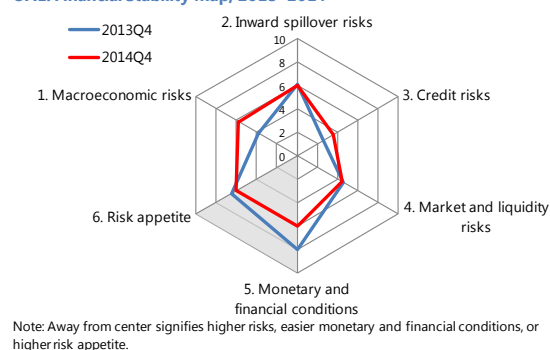 2013Q4
2014Q4
2. Inward spillover risks
10
8
6
4
2
0
1. Macroeconomic risks
3. Credit risks
6. Risk appetite
4. Market and liquidity
risks
5. Monetary and
financial conditions
Note: Away from center signifies higher risks, easier monetary and financial conditions, or
higher risk appetite.